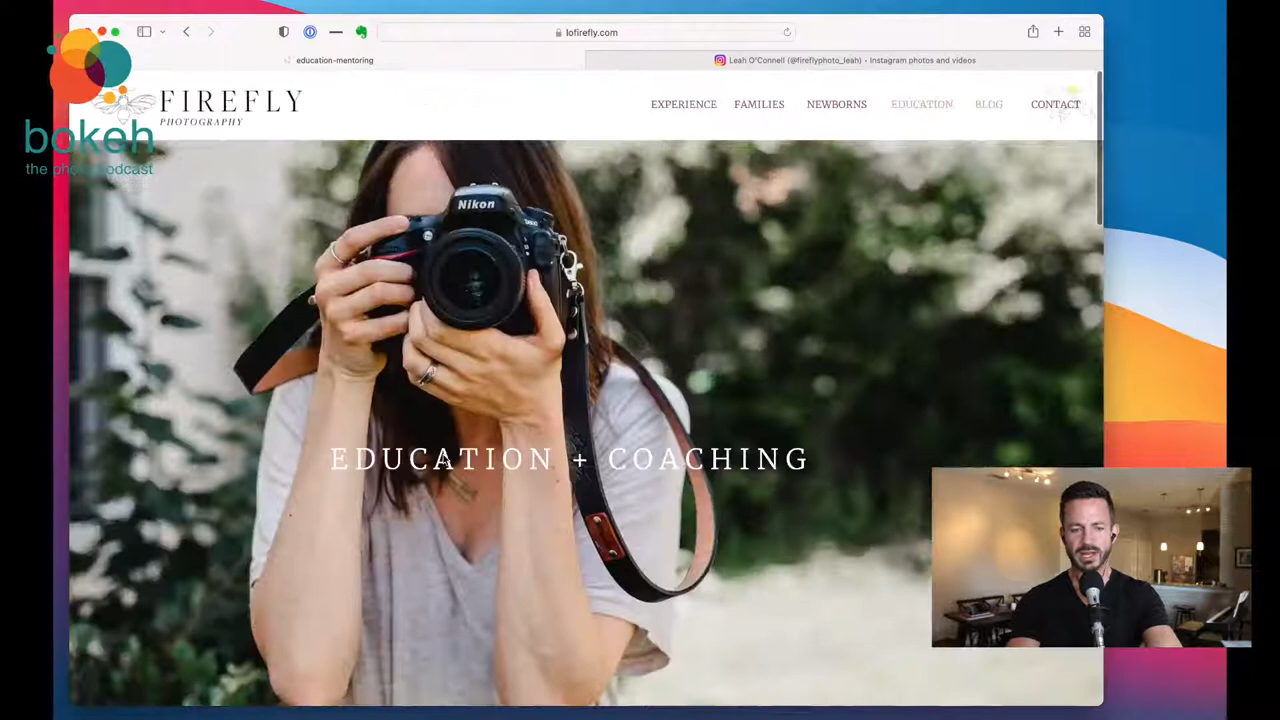 lofirefly.com
education-mentoring
Leah O'Connell (@fireflyphoto_leah) • Instagram photos and videos
FIREFLY
PHOTOGRAPHY
EXPERIENCE FAMILIES NEWBORNS EDUCATION BLOG CONTACT
bokeh
the photo podcast
Nikon
EDUCATION + COACHING